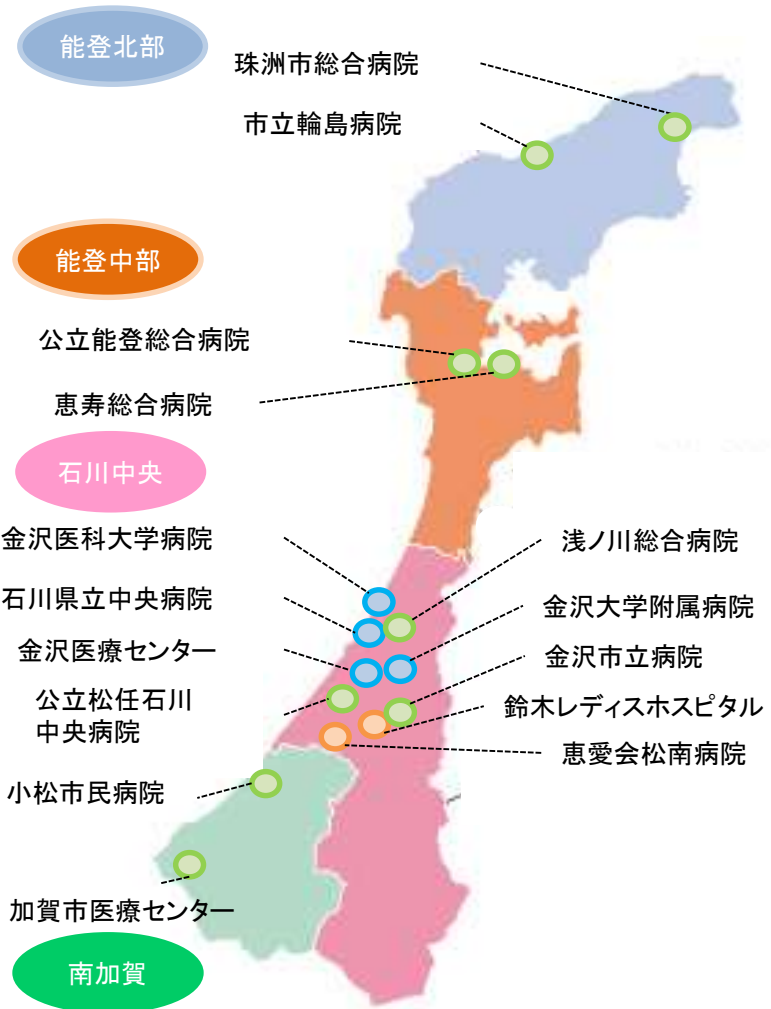 能登北部
珠洲市総合病院
市立輪島病院
能登中部
公立能登総合病院
恵寿総合病院
石川中央
金沢医科大学病院
浅ノ川総合病院
石川県立中央病院
金沢大学附属病院
金沢医療センター
金沢市立病院
公立松任石川
中央病院
鈴木レディスホスピタル
恵愛会松南病院
小松市民病院
加賀市医療センター
南加賀